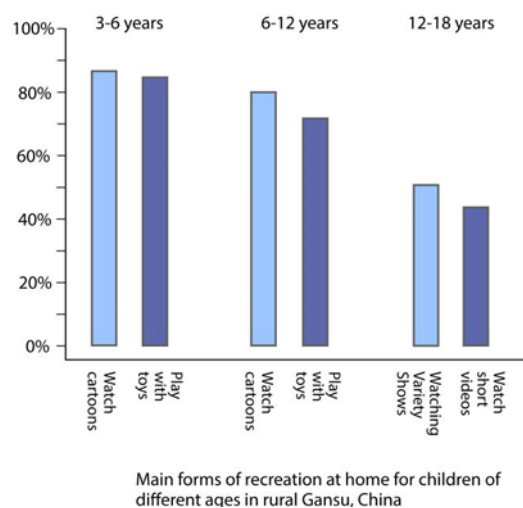 3-6 years
6-12 years
12-18 years
100%
80%
60%
40%
20%
0%
Watch
cartoons
Play
with
toys
Watch
cartoons
Play
with
toys
Watching
Variety
Shows
Watch
short
videos
Main forms of recreation at home for children of
different ages in rural Gansu, China